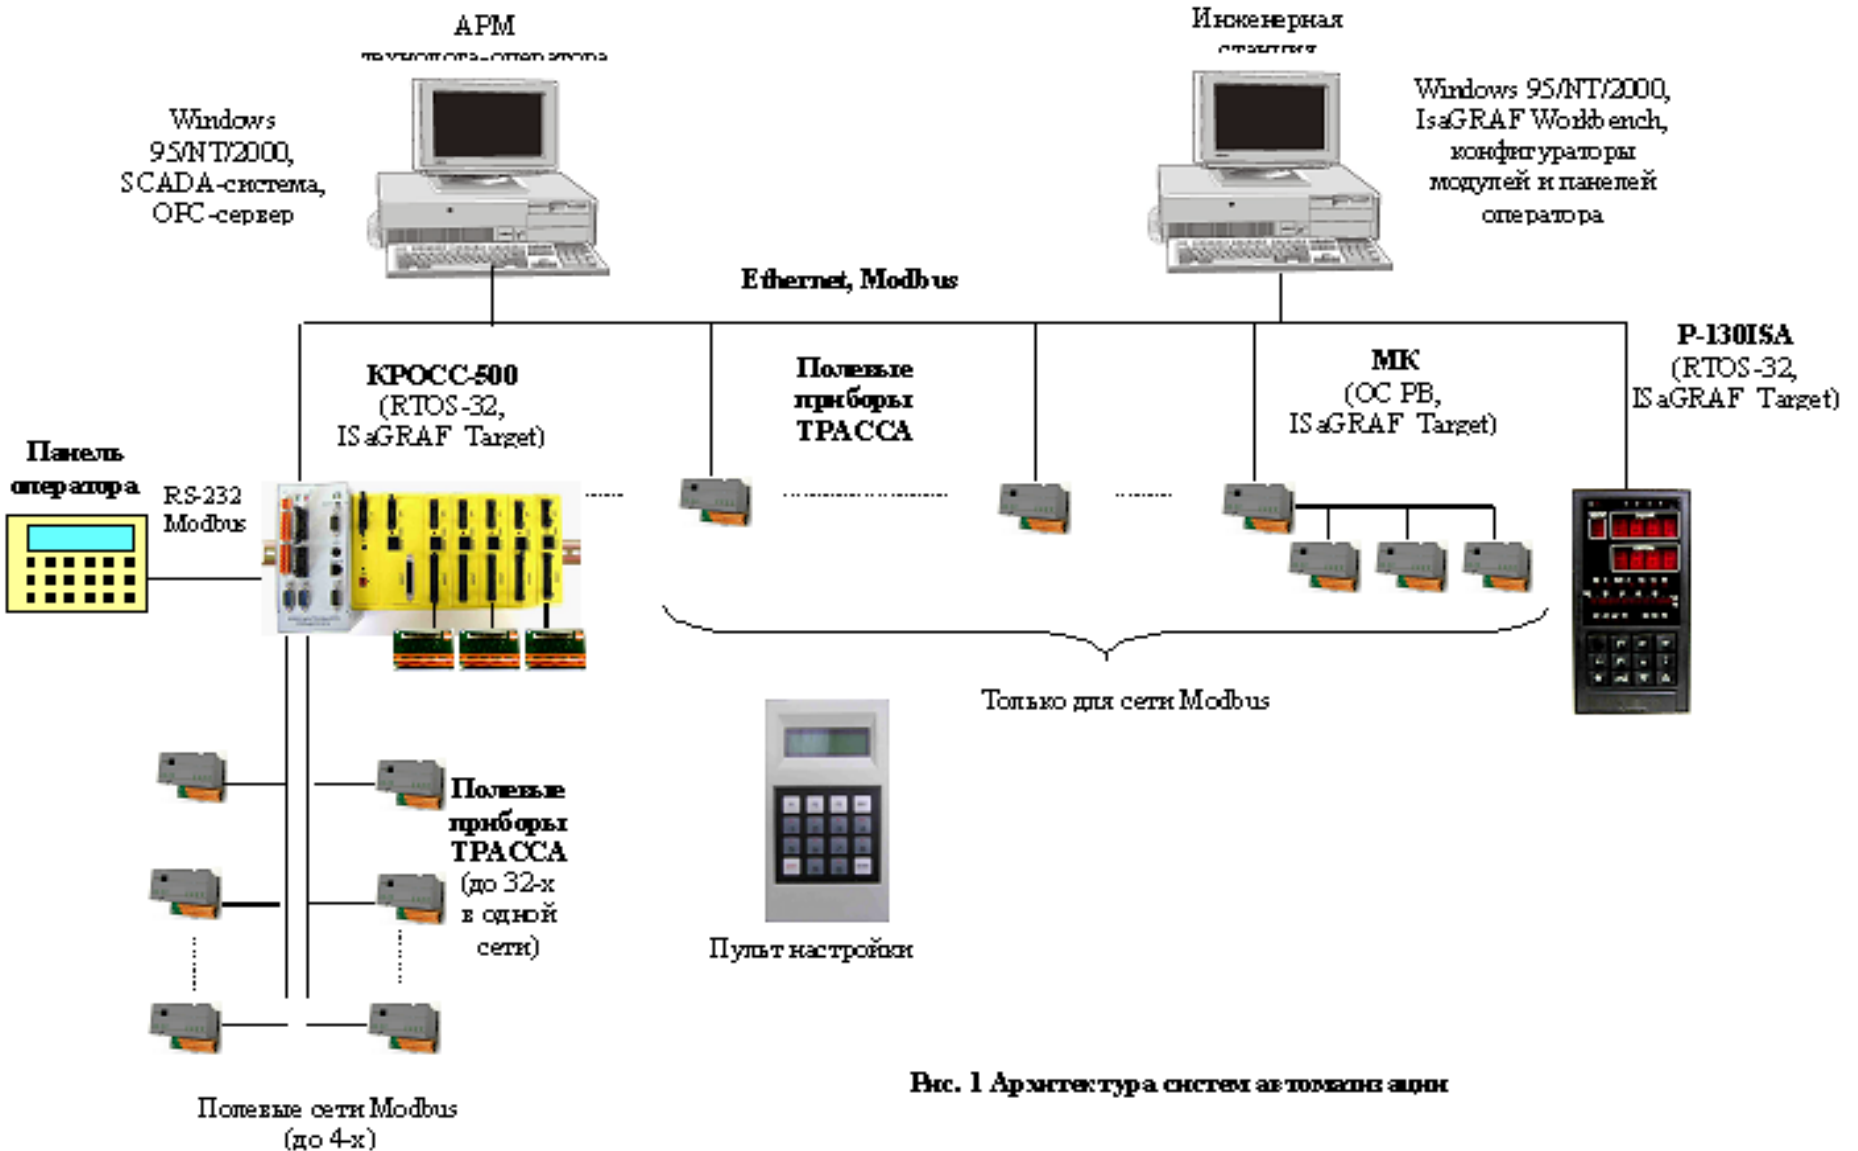 АРМ
технолога-оператора
Инженерная
станция
Windows
95/NT/2000,
SCADA-система,
OPC-сервер
Windows 95/NT/2000,
IsaGRAF Workbench,
конфигураторы
модулей и панелей
оператора
Ethernet, Modbus
КРОСС-500
(RTOS-32,
ISaGRAF Target)
Полевые
приборы
ТРАССА
МК
(ОС РВ,
ISaGRAF Target)
Р-130ISA
(RTOS-32,
ISaGRAF Target)
Панель
оператора
RS-232
Modbus
Только для сети Modbus
Полевые
приборы
ТРАССА
(до 32-х
в одной
сети)
Пульт настройки
Рис. 1 Архитектура систем автоматизации
Полевые сети Modbus
(до 4-х)